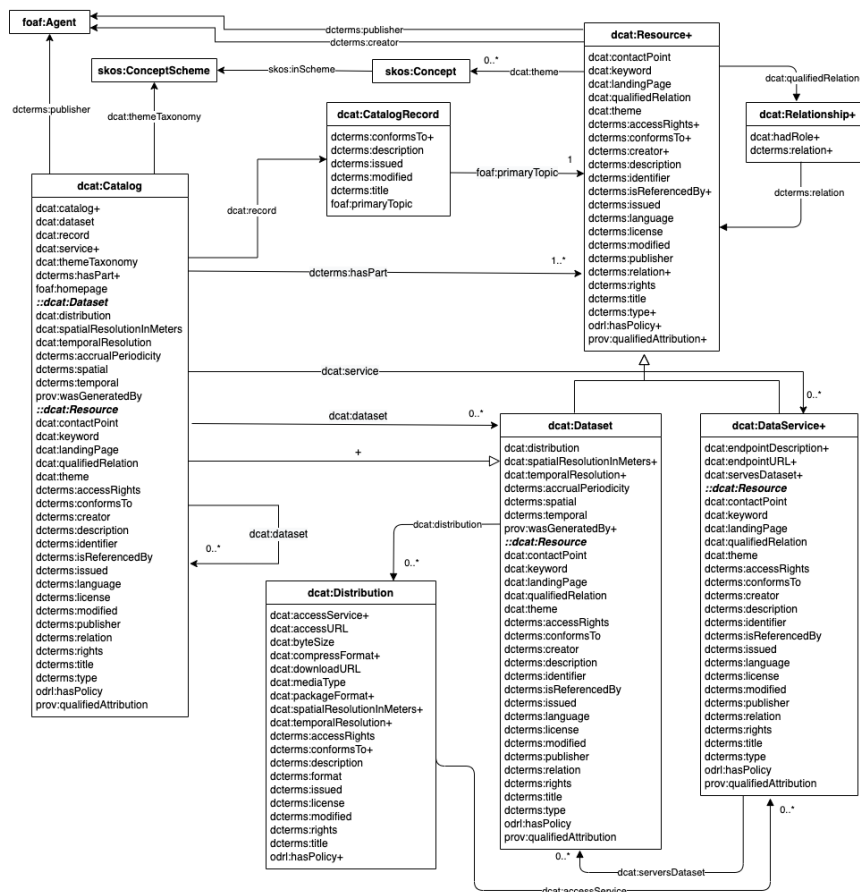 foaf:Agent
dcterms:publisher
dcterms:creator
skos:ConceptScheme
skos:inScheme
skos:Concept
0..*
dcat:theme
dcterms:publisher
dcat:themeTaxonomy
dcat:Resource+
dcat:contactPoint
dcat:keyword
dcat:landingPage
dcat:qualifiedRelation
dcat:theme
dcterms:accessRights+
dcterms:conformsTo+
dcterms:creator+
dcterms:description
dcterms:identifier
dcterms:isReferencedBy+
dcterms:issued
dcterms:language
dcterms:license
dcterms:modified
dcterms:publisher
dcterms:relation+
dcterms:rights
dcterms:title
dcterms:type+
odrl:hasPolicy+
prov:qualifiedAttribution+
dcat:qualifiedRelation
dcat:Relationship+
dcat:hadRole+
dcterms:relation+
dcterms:relation
dcat:CatalogRecord
dcterms:conformsTo+
dcterms:description
dcterms:issued
dcterms:modified
dcterms:title
foaf:primaryTopic
foaf:primaryTopic
1
dcat:record
dcterms:hasPart
1..*
dcat:Catalog
dcat:catalog+
dcat:dataset
dcat:record
dcat:service+
dcat:themeTaxonomy
dcterms:hasPart+
foaf:homepage
::dcat:Dataset
dcat:distribution
dcat:spatialResolutionInMeters
dcat:temporalResolution
dcterms:accrualPeriodicity
dcterms:spatial
dcterms:temporal
prov:wasGeneratedBy
::dcat:Resource
dcat:contactPoint
dcat:keyword
dcat:landingPage
dcat:qualifiedRelation
dcat:theme
dcterms:accessRights
dcterms:conformsTo
dcterms:creator
dcterms:description
dcterms:identifier
dcterms:isReferencedBy
dcterms:issued
dcterms:language
dcterms:license
dcterms:modified
dcterms:publisher
dcterms:relation
dcterms:rights
dcterms:title
dcterms:type
odrl:hasPolicy
prov:qualifiedAttribution
dcat:service
0..*
dcat:dataset
0..*
+
dcat:dataset
0..*
dcat:distribution
0..*
dcat:Distribution
dcat:accessService+
dcat:accessURL
dcat:byteSize
dcat:compressFormat+
dcat:downloadURL
dcat:mediaType
dcat:packageFormat+
dcat:spatialResolutionInMeters+
dcat:temporalResolution+
dcterms:accessRights
dcterms:conformsTo+
dcterms:description
dcterms:format
dcterms:issued
dcterms:license
dcterms:modified
dcterms:rights
dcterms:title
odrl:hasPolicy+
dcat:Dataset
dcat:distribution
dcat:spatialResolutionInMeters+
dcat:temporalResolution+
dcterms:accrualPeriodicity
dcterms:spatial
dcterms:temporal
prov:wasGeneratedBy+
::dcat:Resource
dcat:contactPoint
dcat:keyword
dcat:landingPage
dcat:qualifiedRelation
dcat:theme
dcterms:accessRights
dcterms:conformsTo
dcterms:creator
dcterms:description
dcterms:identifier
dcterms:isReferencedBy
dcterms:issued
dcterms:language
dcterms:license
dcterms:modified
dcterms:publisher
dcterms:relation
dcterms:rights
dcterms:title
dcterms:type
odrl:hasPolicy
prov:qualifiedAttribution
dcat:DataService+
dcat:endpointDescription+
dcat:endpointURL+
dcat:servesDataset+
::dcat:Resource
dcat:contactPoint
dcat:keyword
dcat:landingPage
dcat:qualifiedRelation
dcat:theme
dcterms:accessRights
dcterms:conformsTo
dcterms:creator
dcterms:description
dcterms:identifier
dcterms:isReferencedBy
dcterms:issued
dcterms:language
dcterms:license
dcterms:modified
dcterms:publisher
dcterms:relation
dcterms:rights
dcterms:title
dcterms:type
odrl:hasPolicy
prov:qualifiedAttribution
0..*
0..*
dcat:serversDataset
dcat:accessService